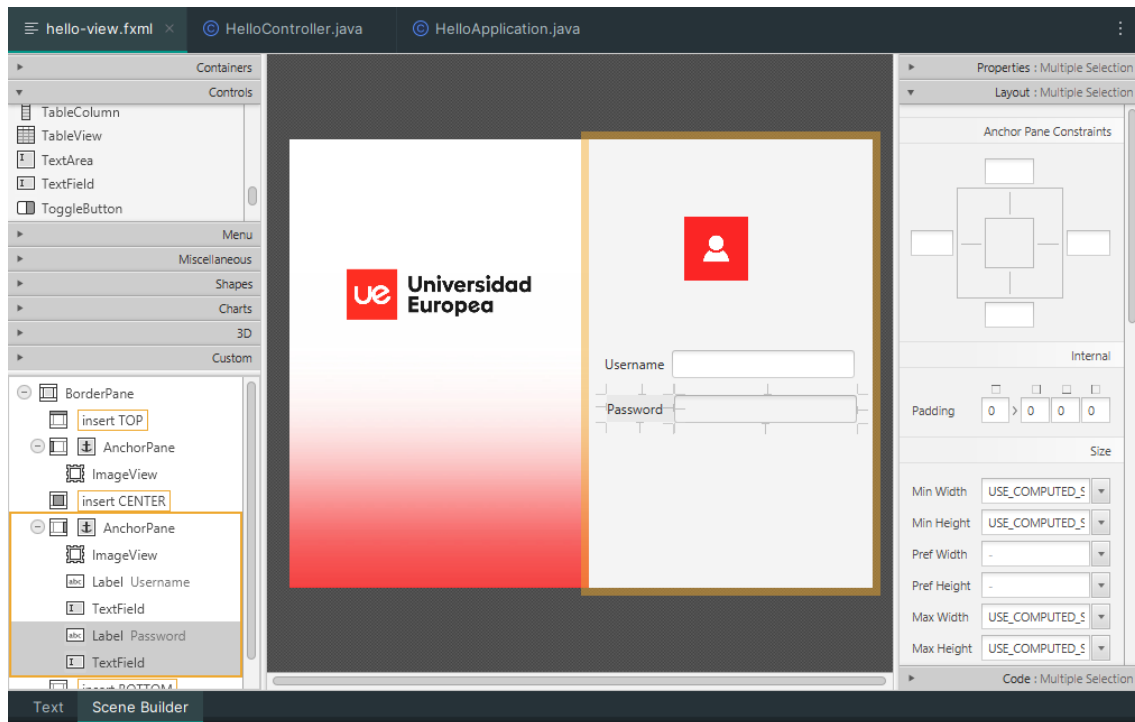 hello-view.fxml × HelloController.java HelloApplication.java
Containers
Controls
TableColumn
TableView
TextArea
TextField
ToggleButton
Menu
Miscellaneous
Shapes
Charts
3D
Custom
BorderPane
insert TOP
AnchorPane
ImageView
insert CENTER
AnchorPane
ImageView
Label Username
TextField
Label Password
TextField
insert BOTTOM
ue Universidad
Europea
Username
Password
Properties : Multiple Selection
Layout : Multiple Selection
Anchor Pane Constraints
Internal
Padding 0 0 0 0
Size
Min Width USE_COMPUTED_S
Min Height USE_COMPUTED_S
Pref Width -
Pref Height -
Max Width USE_COMPUTED_S
Max Height USE_COMPUTED_S
Code : Multiple Selection
Text Scene Builder